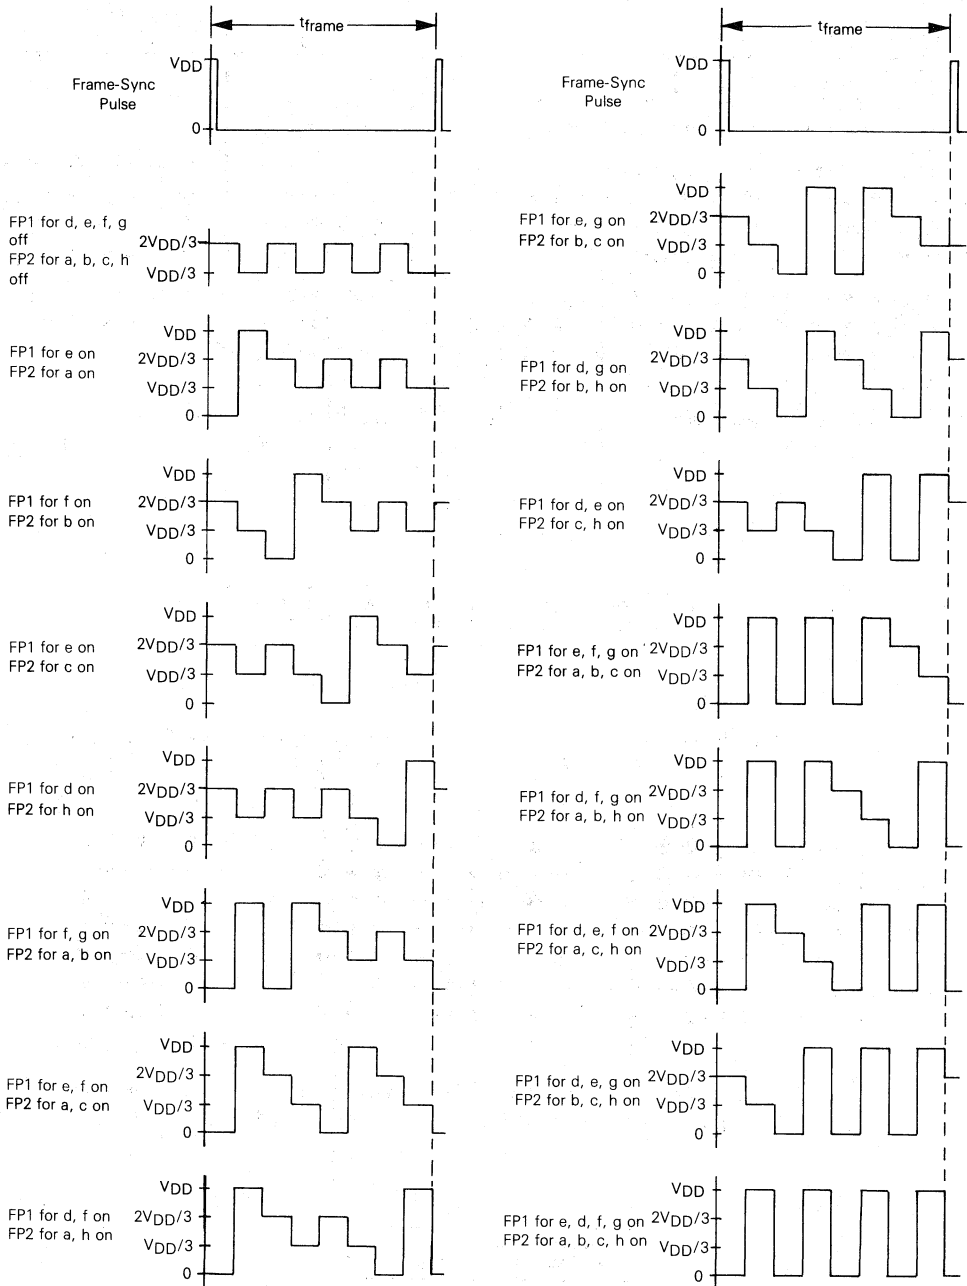 tframe
VDD
Frame-Sync
Pulse
0
FP1 for d, e, f, g
off
FP2 for a, b, c, h
off
2VDD/3
VDD/3
FP1 for e on
FP2 for a on
VDD
2VDD/3
VDD/3
0
FP1 for f on
FP2 for b on
VDD
2VDD/3
VDD/3
0
FP1 for e on
FP2 for c on
VDD
2VDD/3
VDD/3
0
FP1 for d on
FP2 for h on
VDD
2VDD/3
VDD/3
0
FP1 for f, g on
FP2 for a, b on
VDD
2VDD/3
VDD/3
0
FP1 for e, f on
FP2 for a, c on
VDD
2VDD/3
VDD/3
0
FP1 for d, f on
FP2 for a, h on
VDD
2VDD/3
VDD/3
0
tframe
VDD
Frame-Sync
Pulse
0
FP1 for e, g on
FP2 for b, c on
VDD
2VDD/3
VDD/3
0
FP1 for d, g on
FP2 for b, h on
VDD
2VDD/3
VDD/3
0
FP1 for d, e on
FP2 for c, h on
VDD
2VDD/3
VDD/3
0
FP1 for e, f, g on
FP2 for a, b, c on
VDD
2VDD/3
VDD/3
0
FP1 for d, f, g on
FP2 for a, b, h on
VDD
2VDD/3
VDD/3
0
FP1 for d, e, f on
FP2 for a, c, h on
VDD
2VDD/3
VDD/3
0
FP1 for d, e, g on
FP2 for b, c, h on
VDD
2VDD/3
VDD/3
0
FP1 for e, d, f, g on
FP2 for a, b, c, h on
VDD
2VDD/3
VDD/3
0